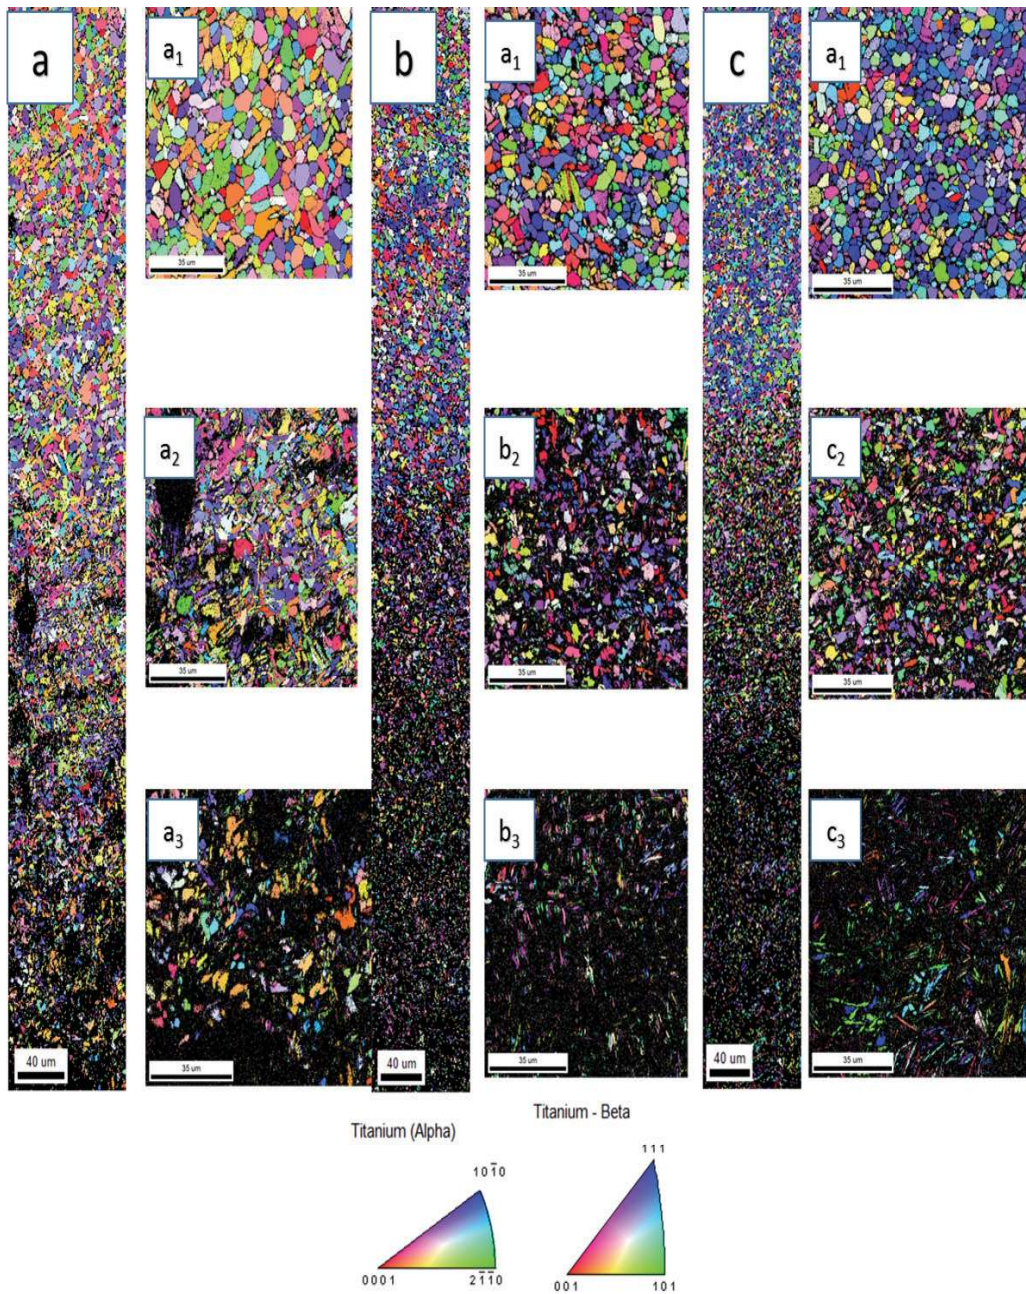 a
a₁
b
a₁
c
a₁
35 um
35 um
35 um
a₂
b₂
c₂
35 um
35 um
35 um
a₃
b₃
c₃
40 um
35 um
40 um
35 um
40 um
35 um
Titanium (Alpha)
Titanium - Beta
1 0 1̅ 0
0 0 0 1
2 1̅ 1̅ 0
1 1 1
0 0 1
1 0 1